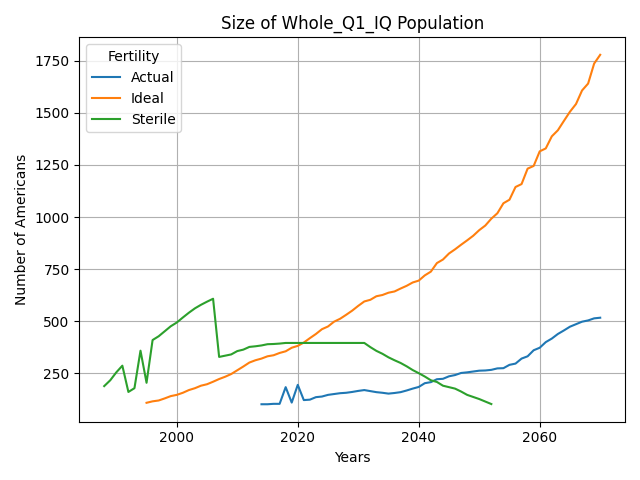 Size of Whole_Q1_IQ Population
Fertility
Actual
Ideal
Sterile
Number of Americans
1750
1500
1250
1000
750
500
250
2000
2020
2040
2060
Years